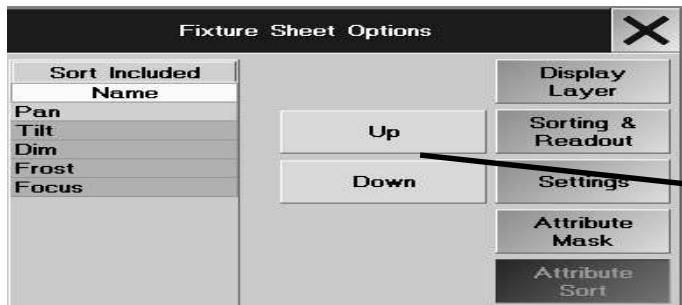 Fixture Sheet Options
Sort Included
Name
Pan
Tilt
Dim
Frost
Focus
Up
Down
Display
Layer
Sorting &
Readout
Settings
Attribute
Mask
Attribute
Sort